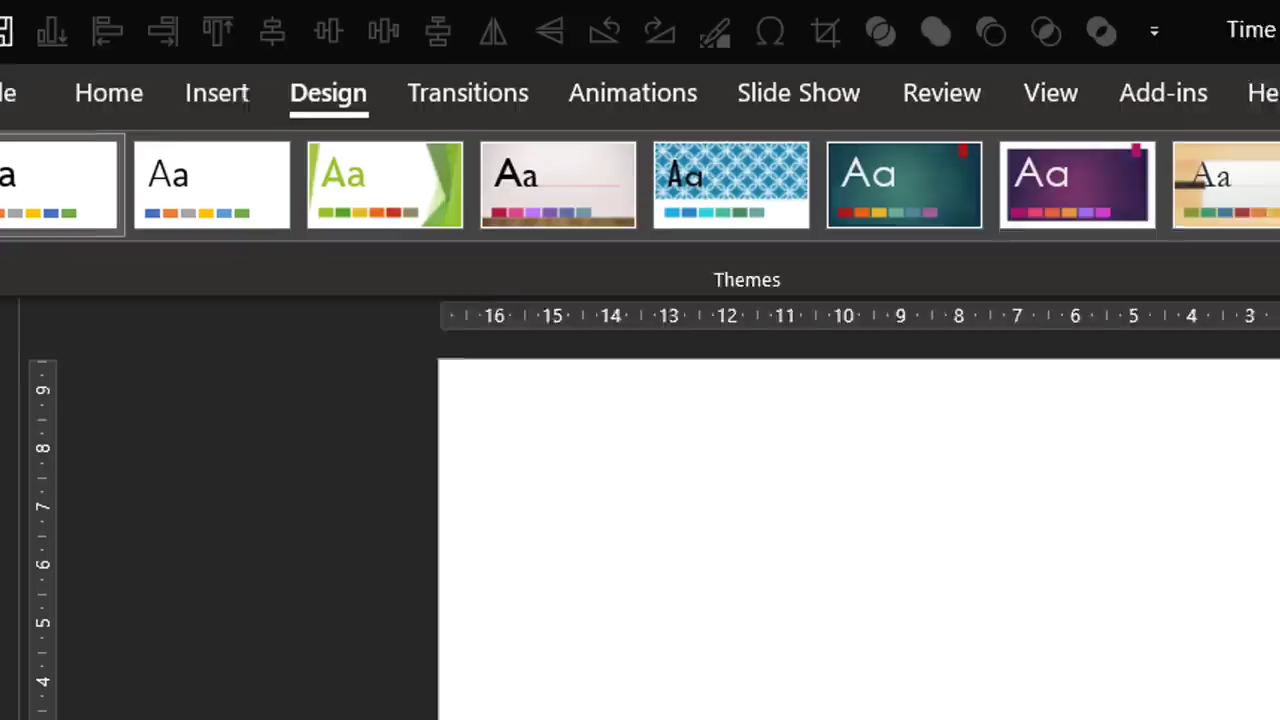 Time
le Home Insert Design Transitions Animations Slide Show Review View Add-ins He
a Aa Aa Aa Aa Aa Aa Aa
Themes
16 15 14 13 12 11 10 9 8 7 6 5 4 3
9
8
7
6
5
4